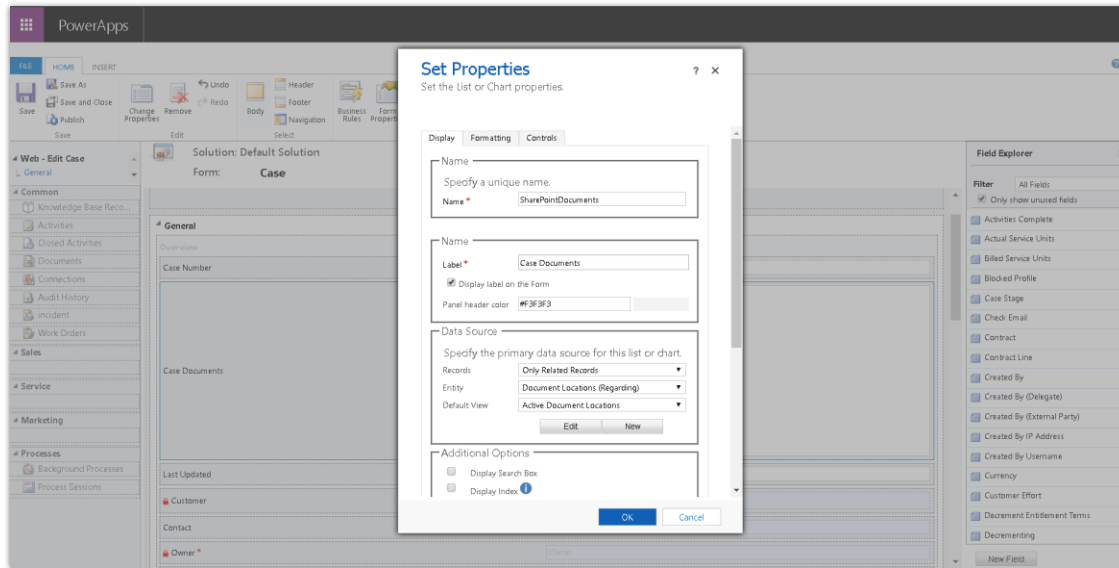 PowerApps
FILE
HOME
INSERT
Save
Save As
Save and Close
Publish
Save
Change Properties
Remove
Undo
Redo
Edit
Body
Header
Footer
Navigation
Select
Business Rules
Form
Web - Edit Case
General
Common
Knowledge Base Reco...
Activities
Closed Activities
Documents
Connections
Audit History
incident
Work Orders
Sales
Service
Marketing
Processes
Background Processes
Process Sessions
Solution: Default Solution
Form: Case
General
Overview
Case Number
Case Documents
Last Updated
Customer
Contact
Owner *
Owner
Set Properties
? X
Set the List or Chart properties.
Display Formatting Controls
Name
Specify a unique name.
Name * SharePointDocuments
Name
Label * Case Documents
Display label on the Form
Panel header color #F3F3F3
Data Source
Specify the primary data source for this list or chart.
Records Only Related Records
Entity Document Locations (Regarding)
Default View Active Document Locations
Edit New
Additional Options
Display Search Box
Display Index
OK Cancel
Field Explorer
Filter All Fields
Only show unused fields
Activities Complete
Actual Service Units
Billed Service Units
Blocked Profile
Case Stage
Check Email
Contract
Contract Line
Created By
Created By (Delegate)
Created By (External Party)
Created By IP Address
Created By Username
Currency
Customer Effort
Decrement Entitlement Terms
Decrementing
New Field